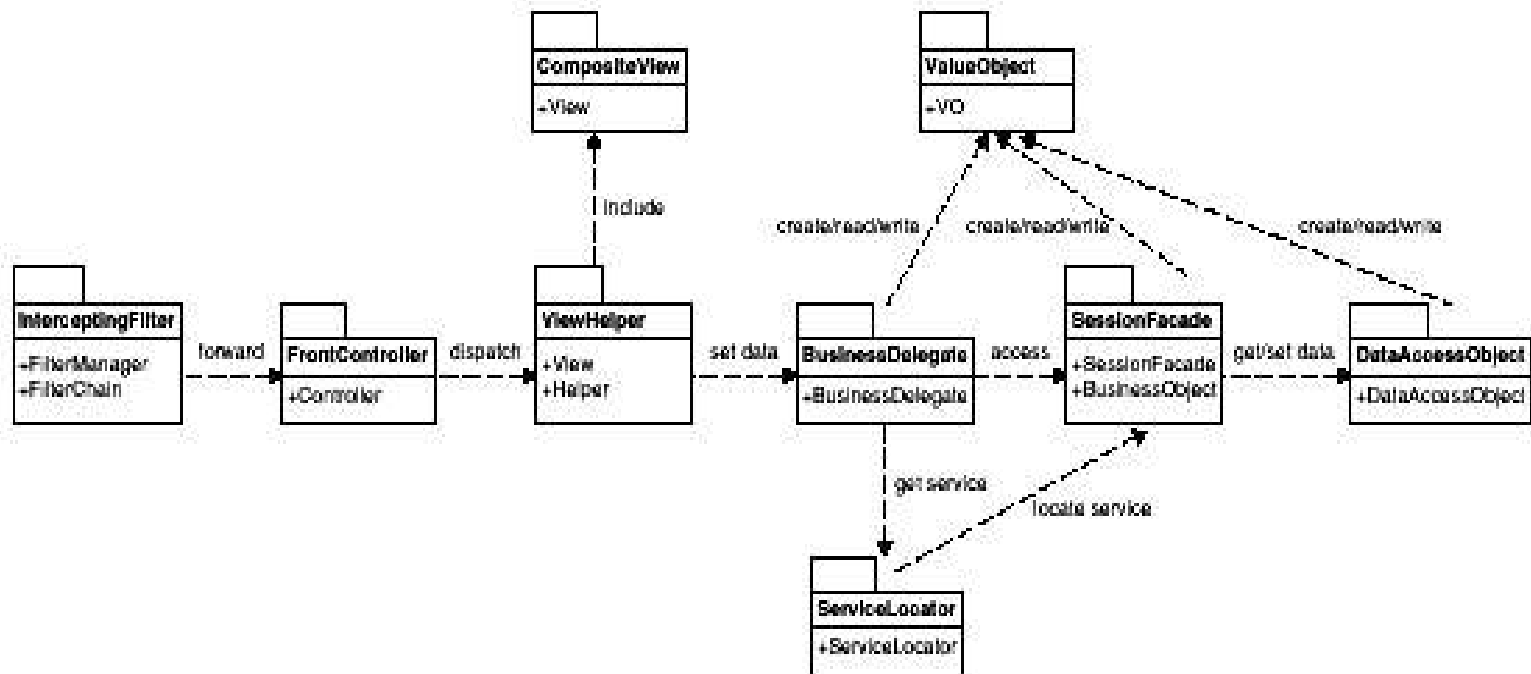 CompositeView
+View
ValueObject
+VO
include
create/read/write
create/read/write
create/read/write
InterceptingFilter
+FilterManager
+FilterChain
forward
FrontController
+Controller
dispatch
ViewHelper
+View
+Helper
set data
BusinessDelegate
+BusinessDelegate
access
SessionFacade
+SessionFacade
+BusinessObject
get/set data
DataAccessObject
+DataAccessObject
get service
locate service
ServiceLocator
+ServiceLocator